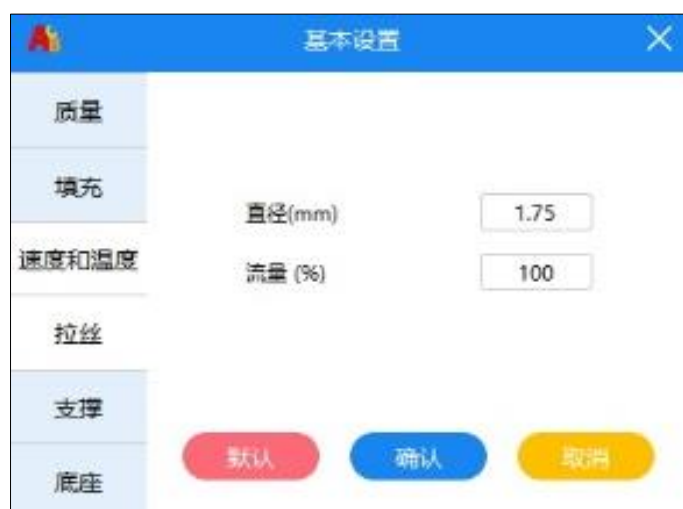 基本设置
质量
填充
直径(mm) 1.75
速度和温度
流量 (%) 100
拉丝
支撑
底座
默认 确认 取消